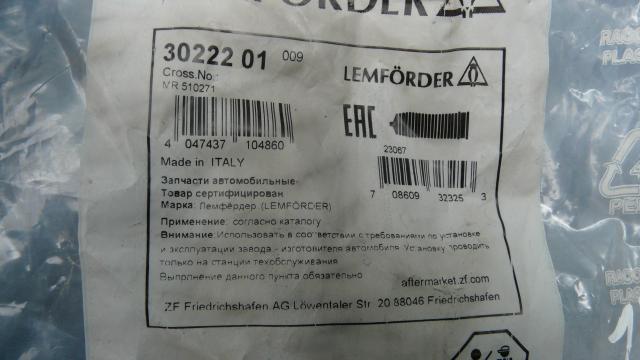 LEMFÖRDER
30222 01 009
LEMFÖRDER
Cross.No.:
MR 510271
EAC
4 047437 104860
23067
Made in ITALY
7 08609 32325 3
Запчасти автомобильные
Товар сертифицирован
Марка: Лемфёрдер (LEMFÖRDER)
Применение: согласно каталогу
Внимание: Использовать в соответствии с требованиями по установке
и эксплуатации завода - изготовителя автомобиля. Установку проводить
только на станции техобслуживания.
Выполнение данного пункта обязательно
aftermarket.zf.com
ZF Friedrichshafen AG Löwentaler Str. 20 88046 Friedrichshafen